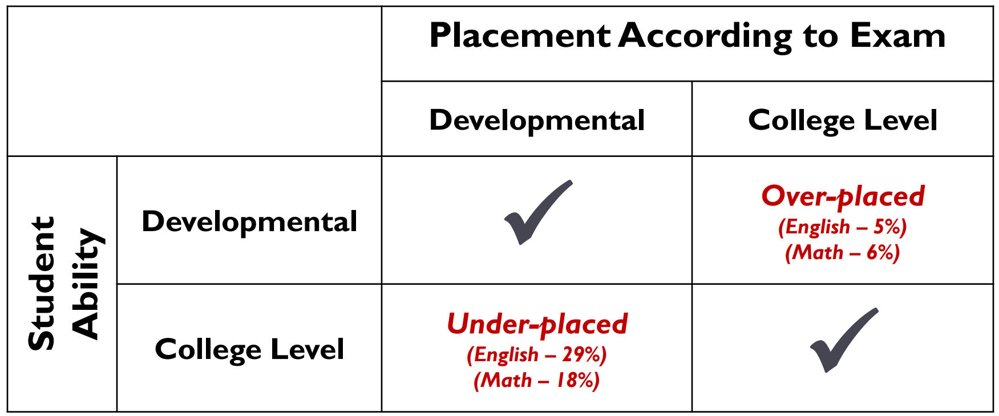 Placement According to Exam
Developmental
College Level
Student
Ability
Developmental
Over-placed
(English – 5%)
(Math – 6%)
College Level
Under-placed
(English – 29%)
(Math – 18%)